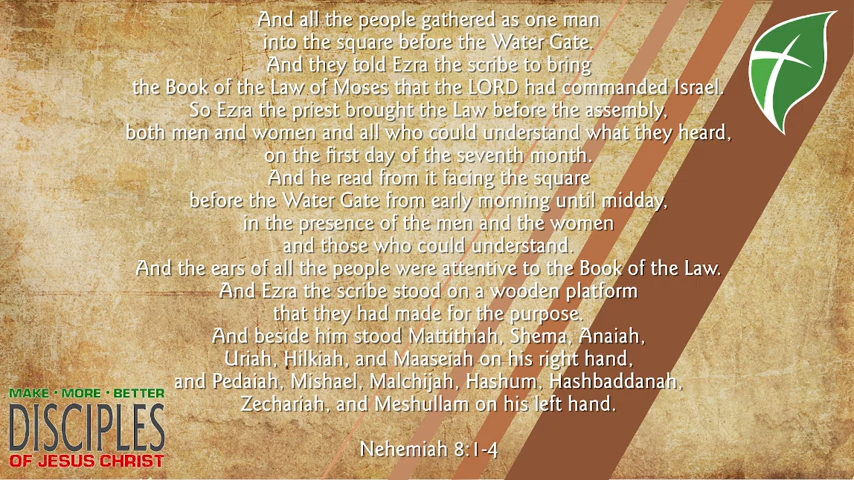 And all the people gathered as one man
into the square before the Water Gate.
And they told Ezra the scribe to bring
the Book of the Law of Moses that the LORD had commanded Israel.
So Ezra the priest brought the Law before the assembly,
both men and women and all who could understand what they heard,
on the first day of the seventh month.
And he read from it facing the square
before the Water Gate from early morning until midday,
in the presence of the men and the women
and those who could understand.
And the ears of all the people were attentive to the Book of the Law.
And Ezra the scribe stood on a wooden platform
that they had made for the purpose.
And beside him stood Mattithiah, Shema, Anaiah,
Uriah, Hilkiah, and Maaseiah on his right hand,
and Pedaiah, Mishael, Malchijah, Hashum, Hashbaddanah,
Zechariah, and Meshullam on his left hand.
Nehemiah 8:1-4
MAKE · MORE · BETTER
DISCIPLES
OF JESUS CHRIST